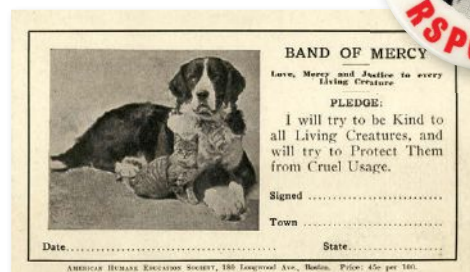 RSPC
BAND OF MERCY
Love, Mercy and Justice to every
Living Creature
PLEDGE:
I will try to be Kind to
all Living Creatures, and
will try to Protect Them
from Cruel Usage.
Signed ........................................
Town ........................................
Date........................................ State........................................
AMERICAN HUMANE EDUCATION SOCIETY, 180 Longwood Ave., Boston. Price: 45c per 100.